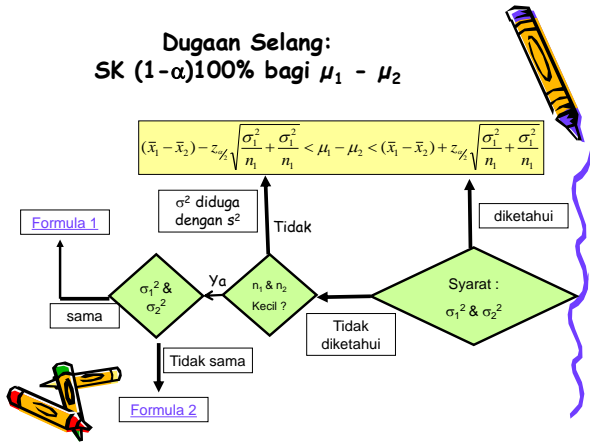 Dugaan Selang:
SK (1-α)100% bagi μ₁ - μ₂
(x̄₁ − x̄₂) − z_{α/2} √(σ₁²/n₁ + σ₁²/n₁) < μ₁ − μ₂ < (x̄₁ − x̄₂) + z_{α/2} √(σ₁²/n₁ + σ₁²/n₁)
σ² diduga
dengan s²
Tidak
diketahui
Formula 1
Syarat :
σ₁² & σ₂²
n₁ & n₂
Kecil ?
Ya
σ₁² &
σ₂²
sama
Tidak
diketahui
Tidak sama
Formula 2